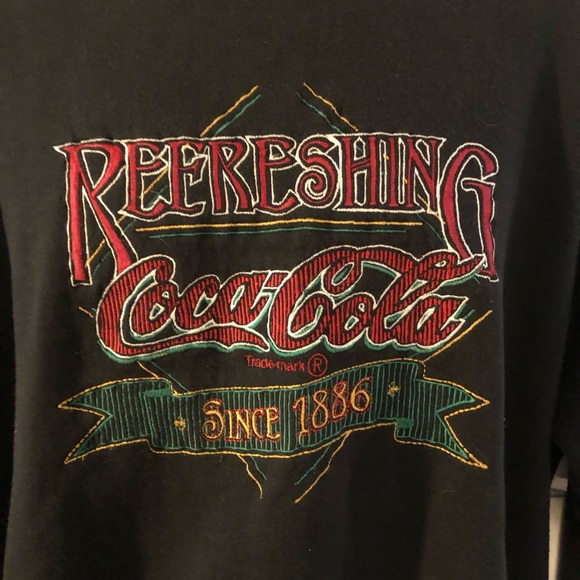 REFRESHING
Coca-Cola
Trade-mark ®
SINCE 1886